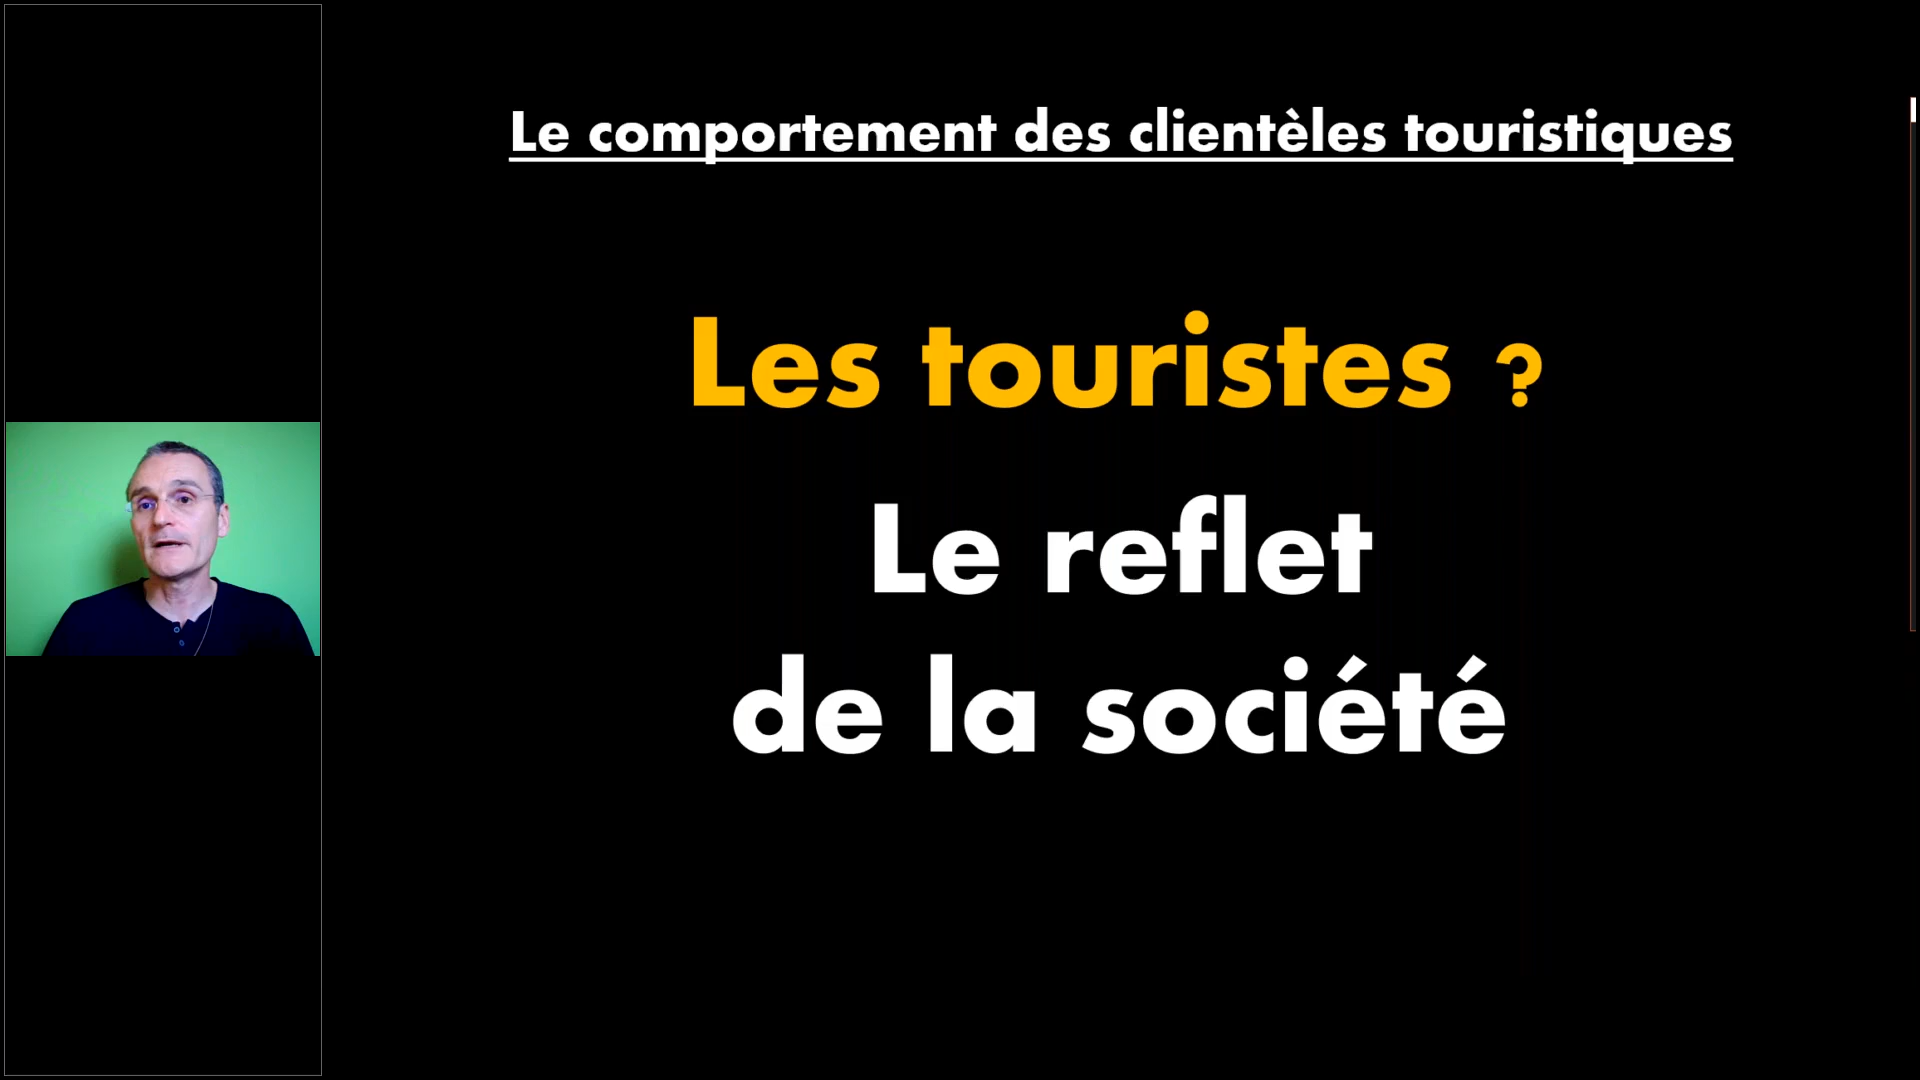 Le comportement des clientèles touristiques
Les touristes ?
Le reflet
de la société